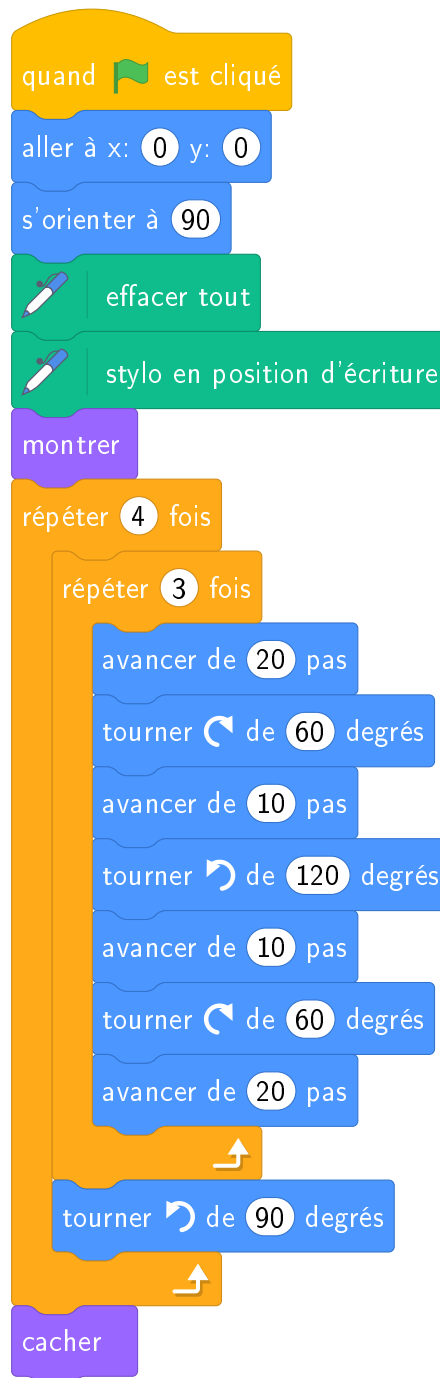 quand est cliqué
aller à x: 0 y: 0
s'orienter à 90
effacer tout
stylo en position d'écriture
montrer
répéter 4 fois
répéter 3 fois
avancer de 20 pas
tourner de 60 degrés
avancer de 10 pas
tourner de 120 degrés
avancer de 10 pas
tourner de 60 degrés
avancer de 20 pas
tourner de 90 degrés
cacher